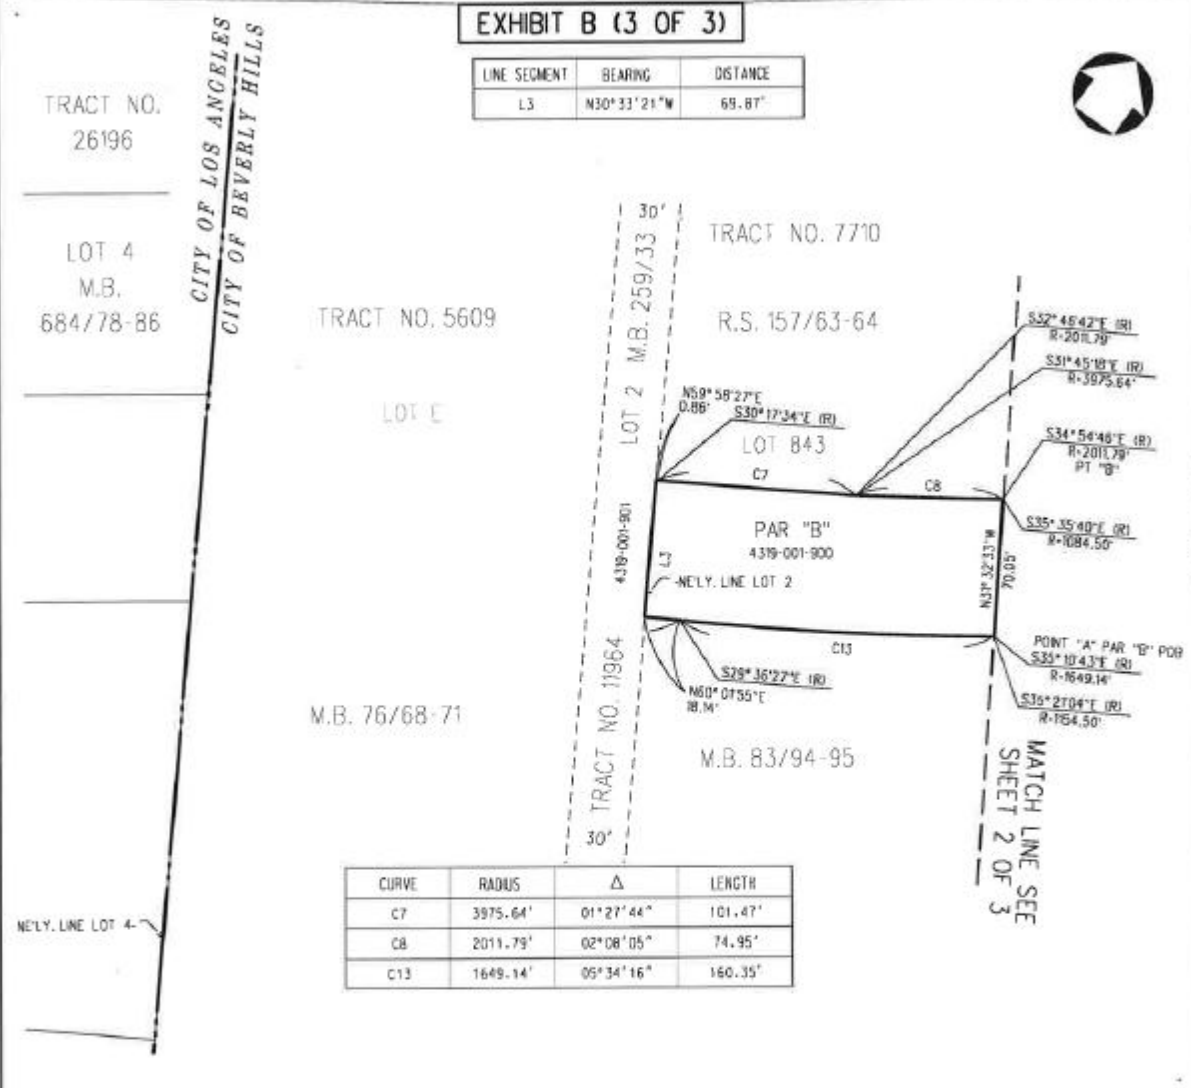 EXHIBIT B (3 OF 3)
LINE SEGMENT BEARING DISTANCE
L3 N30°33'21"W 69.87'
CITY OF LOS ANGELES
CITY OF BEVERLY HILLS
TRACT NO.
26196
LOT 4
M.B.
684/78-86
TRACT NO. 5609
LOT E
M.B. 76/68-71
30'
LOT 2 M.B. 259/33
4319-001-901
TRACT NO. 11964
30'
TRACT NO. 7710
R.S. 157/63-64
S32°46'42"E (R)
R=2011.79'
S31°45'18"E (R)
R=3975.64'
N59°58'27"E
0.86'
S30°17'34"E (R)
LOT 843
S34°54'46"E (R)
R=2011.79'
PT "B"
C7
C8
S35°35'40"E (R)
R=1084.50'
PAR "B"
4319-001-900
L3
NE'LY. LINE LOT 2
N31°32'33"W
70.05'
C13
POINT "A" PAR "B" POB
S35°10'43"E (R)
R=1649.14'
S35°21'04"E (R)
R=1154.50'
S29°36'27"E (R)
N60°01'55"E
18.14'
M.B. 83/94-95
MATCH LINE SEE
SHEET 2 OF 3
CURVE RADIUS Δ LENGTH
C7 3975.64' 01°27'44" 101.47'
C8 2011.79' 02°08'05" 74.95'
C13 1649.14' 05°34'16" 160.35'
NE'LY. LINE LOT 4